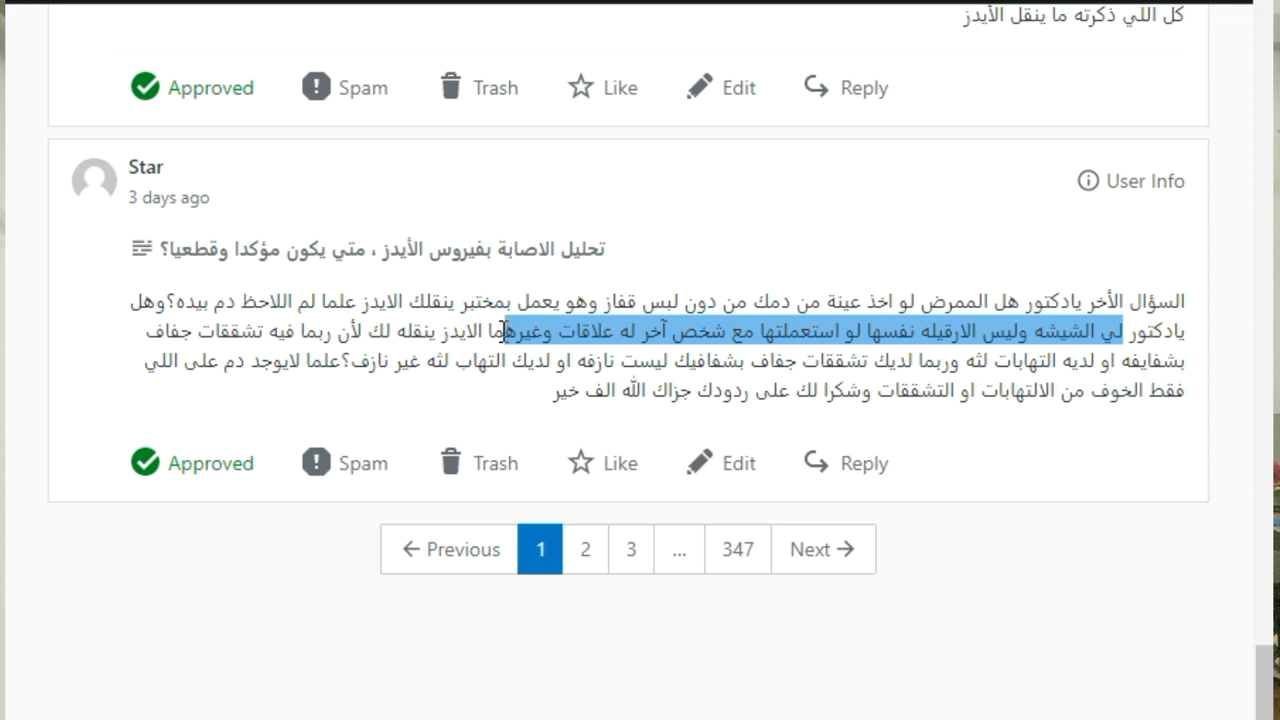 كل اللي ذكرته ما ينقل الأيدز
Approved Spam Trash Like Edit Reply
Star
3 days ago
User Info
تحليل الاصابة بفيروس الأيدز ، متي يكون مؤكدا وقطعيا؟
السؤال الأخر يادكتور هل الممرض لو اخذ عينة من دمك من دون لبس قفاز وهو يعمل بمختبر ينقلك الايدز علما لم اللاحظ دم بيده؟وهل
يادكتور لي الشيشه وليس الارقيله نفسها لو استعملتها مع شخص آخر له علاقات وغيرهما الايدز ينقله لك لأن ربما فيه تشققات جفاف
بشفايفه او لديه التهابات لثه وربما لديك تشققات جفاف بشفافيك ليست نازفه او لديك التهاب لثه غير نازف؟علما لايوجد دم على اللي
فقط الخوف من الالتهابات او التشققات وشكرا لك على ردودك جزاك الله الف خير
Approved Spam Trash Like Edit Reply
← Previous 1 2 3 ... 347 Next →